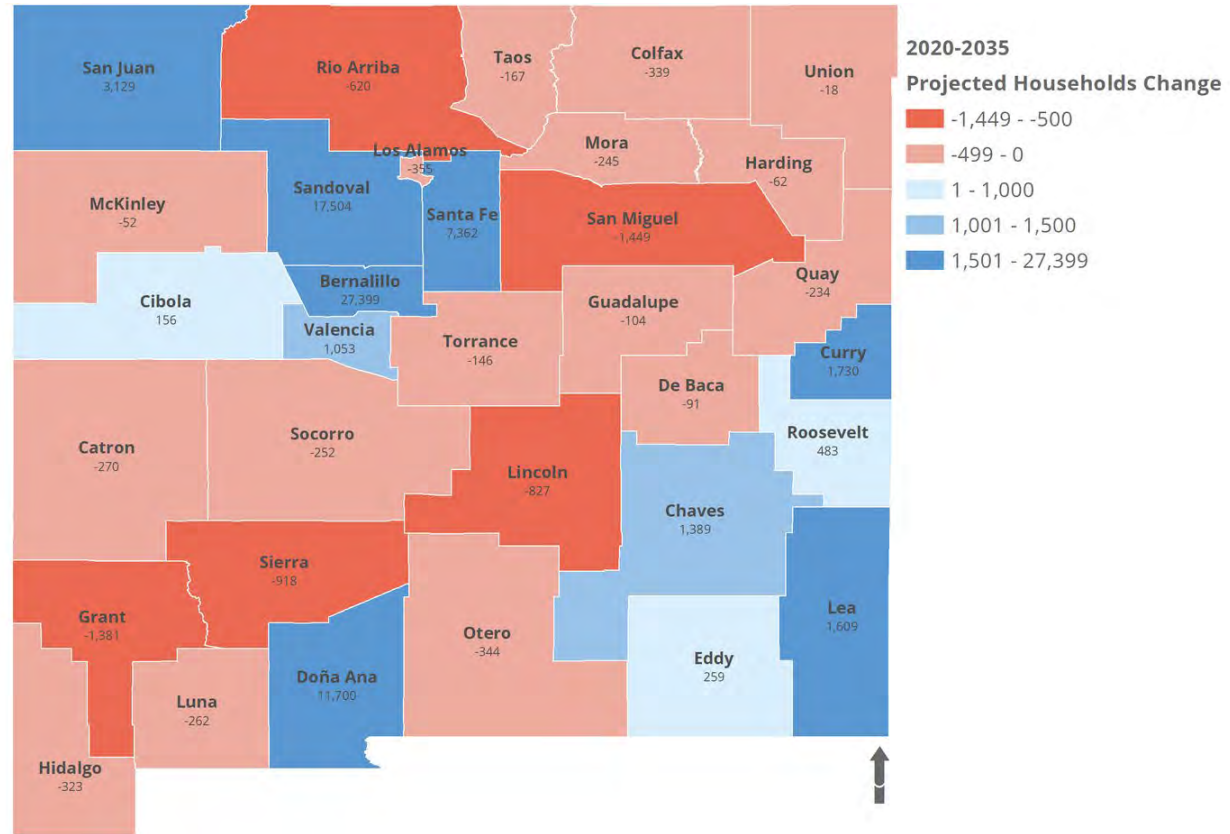 San Juan
3,129
Rio Arriba
-620
Taos
-167
Colfax
-339
Union
-18
Los Alamos
-355
Mora
-245
Harding
-62
McKinley
-52
Sandoval
17,504
Santa Fe
7,362
San Miguel
-1,449
Quay
-234
Cibola
156
Bernalillo
27,399
Valencia
1,053
Torrance
-146
Guadalupe
-104
Curry
1,730
De Baca
-91
Roosevelt
483
Catron
-270
Socorro
-252
Lincoln
-827
Chaves
1,389
Sierra
-918
Grant
-1,381
Doña Ana
11,700
Otero
-344
Eddy
259
Lea
1,609
Luna
-262
Hidalgo
-323
2020-2035
Projected Households Change
-1,449 - -500
-499 - 0
1 - 1,000
1,001 - 1,500
1,501 - 27,399